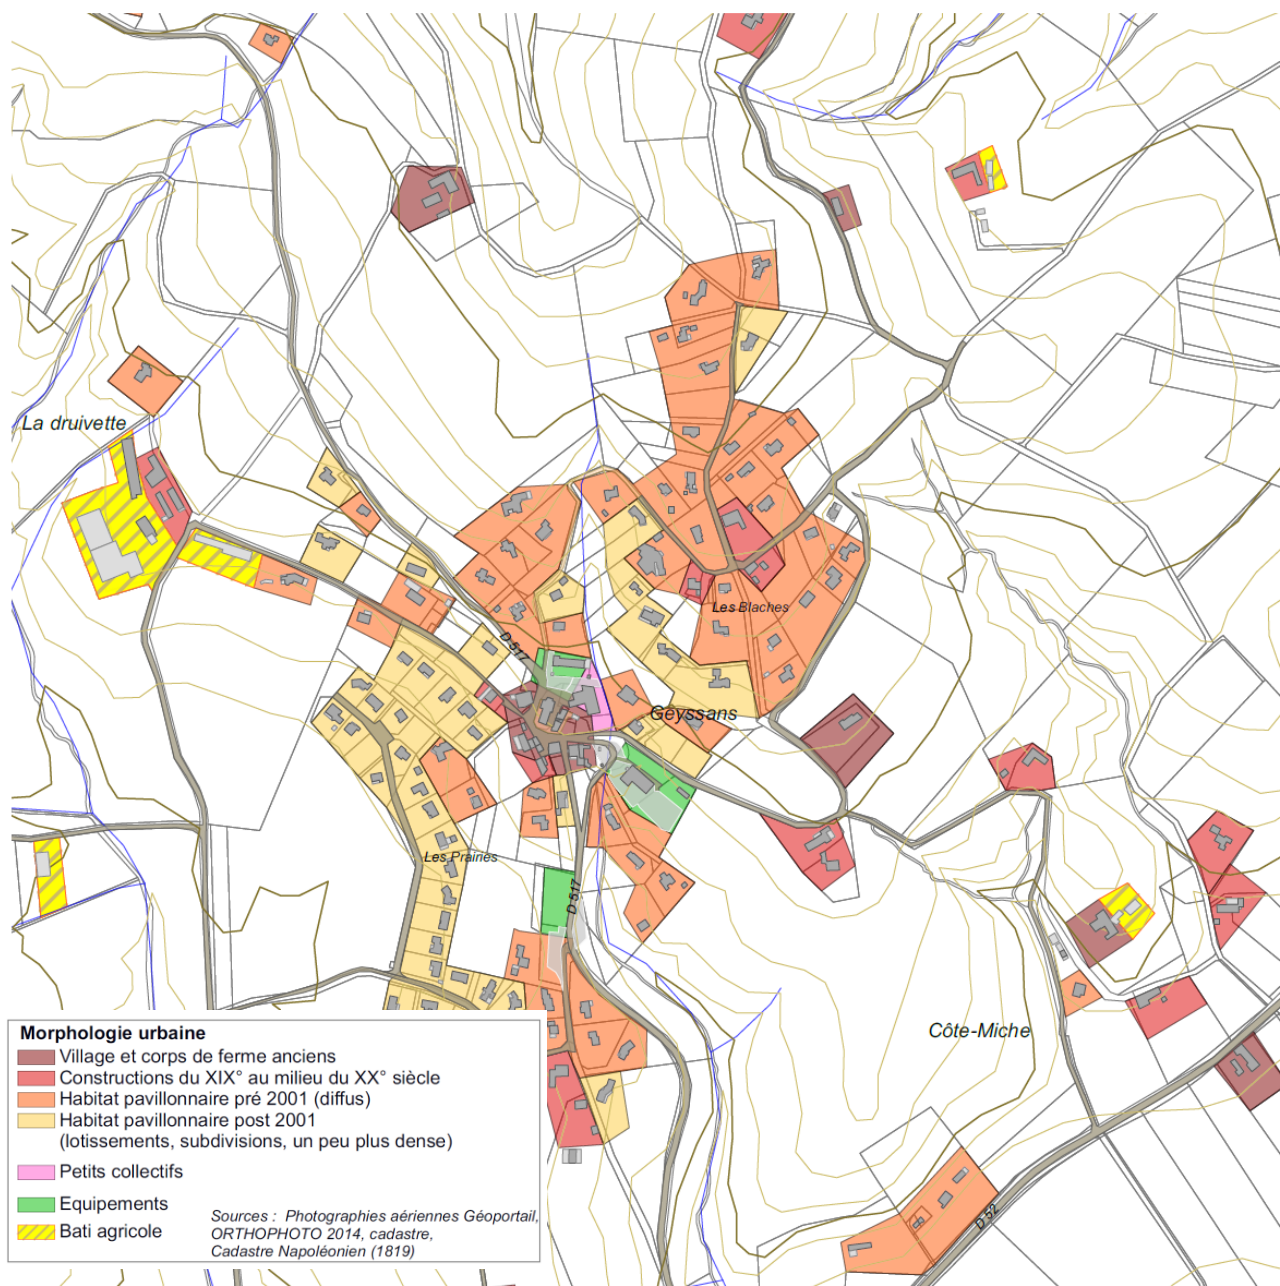 La druivette
Les Blaches
D 517
Geyssans
Les Prairies
D 517
Côte-Miche
D 52
Morphologie urbaine
Village et corps de ferme anciens
Constructions du XIX° au milieu du XX° siècle
Habitat pavillonnaire pré 2001 (diffus)
Habitat pavillonnaire post 2001
(lotissements, subdivisions, un peu plus dense)
Petits collectifs
Equipements
Bati agricole
Sources : Photographies aériennes Géoportail,
ORTHOPHOTO 2014, cadastre,
Cadastre Napoléonien (1819)